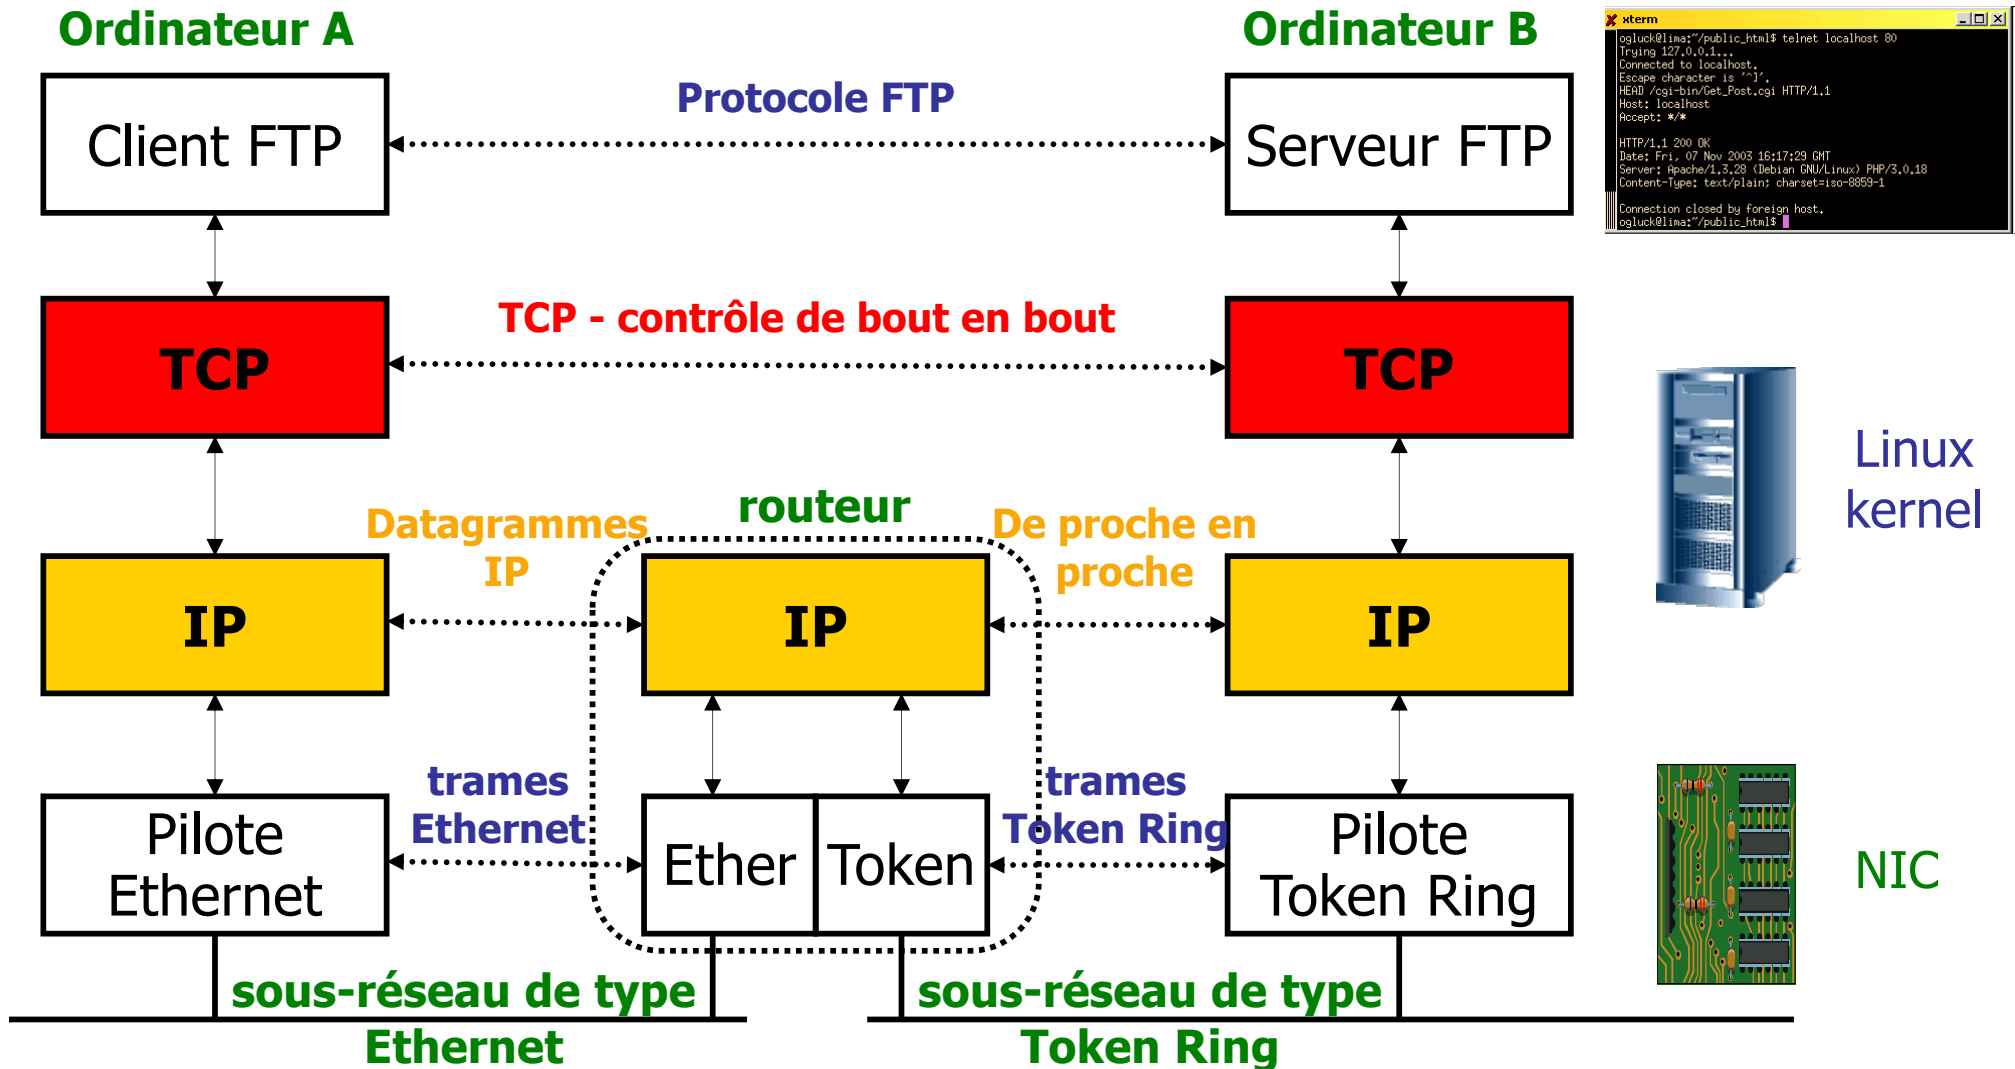 Ordinateur A
Ordinateur B
xterm
ogluck@lima:~/public_html$ telnet localhost 80
Trying 127.0.0.1...
Connected to localhost.
Escape character is '^]'.
HEAD /cgi-bin/Get_Post.cgi HTTP/1.1
Host: localhost
Accept: */*
HTTP/1.1 200 OK
Date: Fri, 07 Nov 2003 16:17:29 GMT
Server: Apache/1.3.28 (Debian GNU/Linux) PHP/3.0.18
Content-Type: text/plain; charset=iso-8859-1
Connection closed by foreign host.
ogluck@lima:~/public_html$
Client FTP
Protocole FTP
Serveur FTP
TCP - contrôle de bout en bout
TCP
TCP
Linux
kernel
routeur
Datagrammes
IP
De proche en
proche
IP
IP
IP
trames
Ethernet
trames
Token Ring
Pilote
Ethernet
Ether
Token
Pilote
Token Ring
NIC
sous-réseau de type
Ethernet
sous-réseau de type
Token Ring